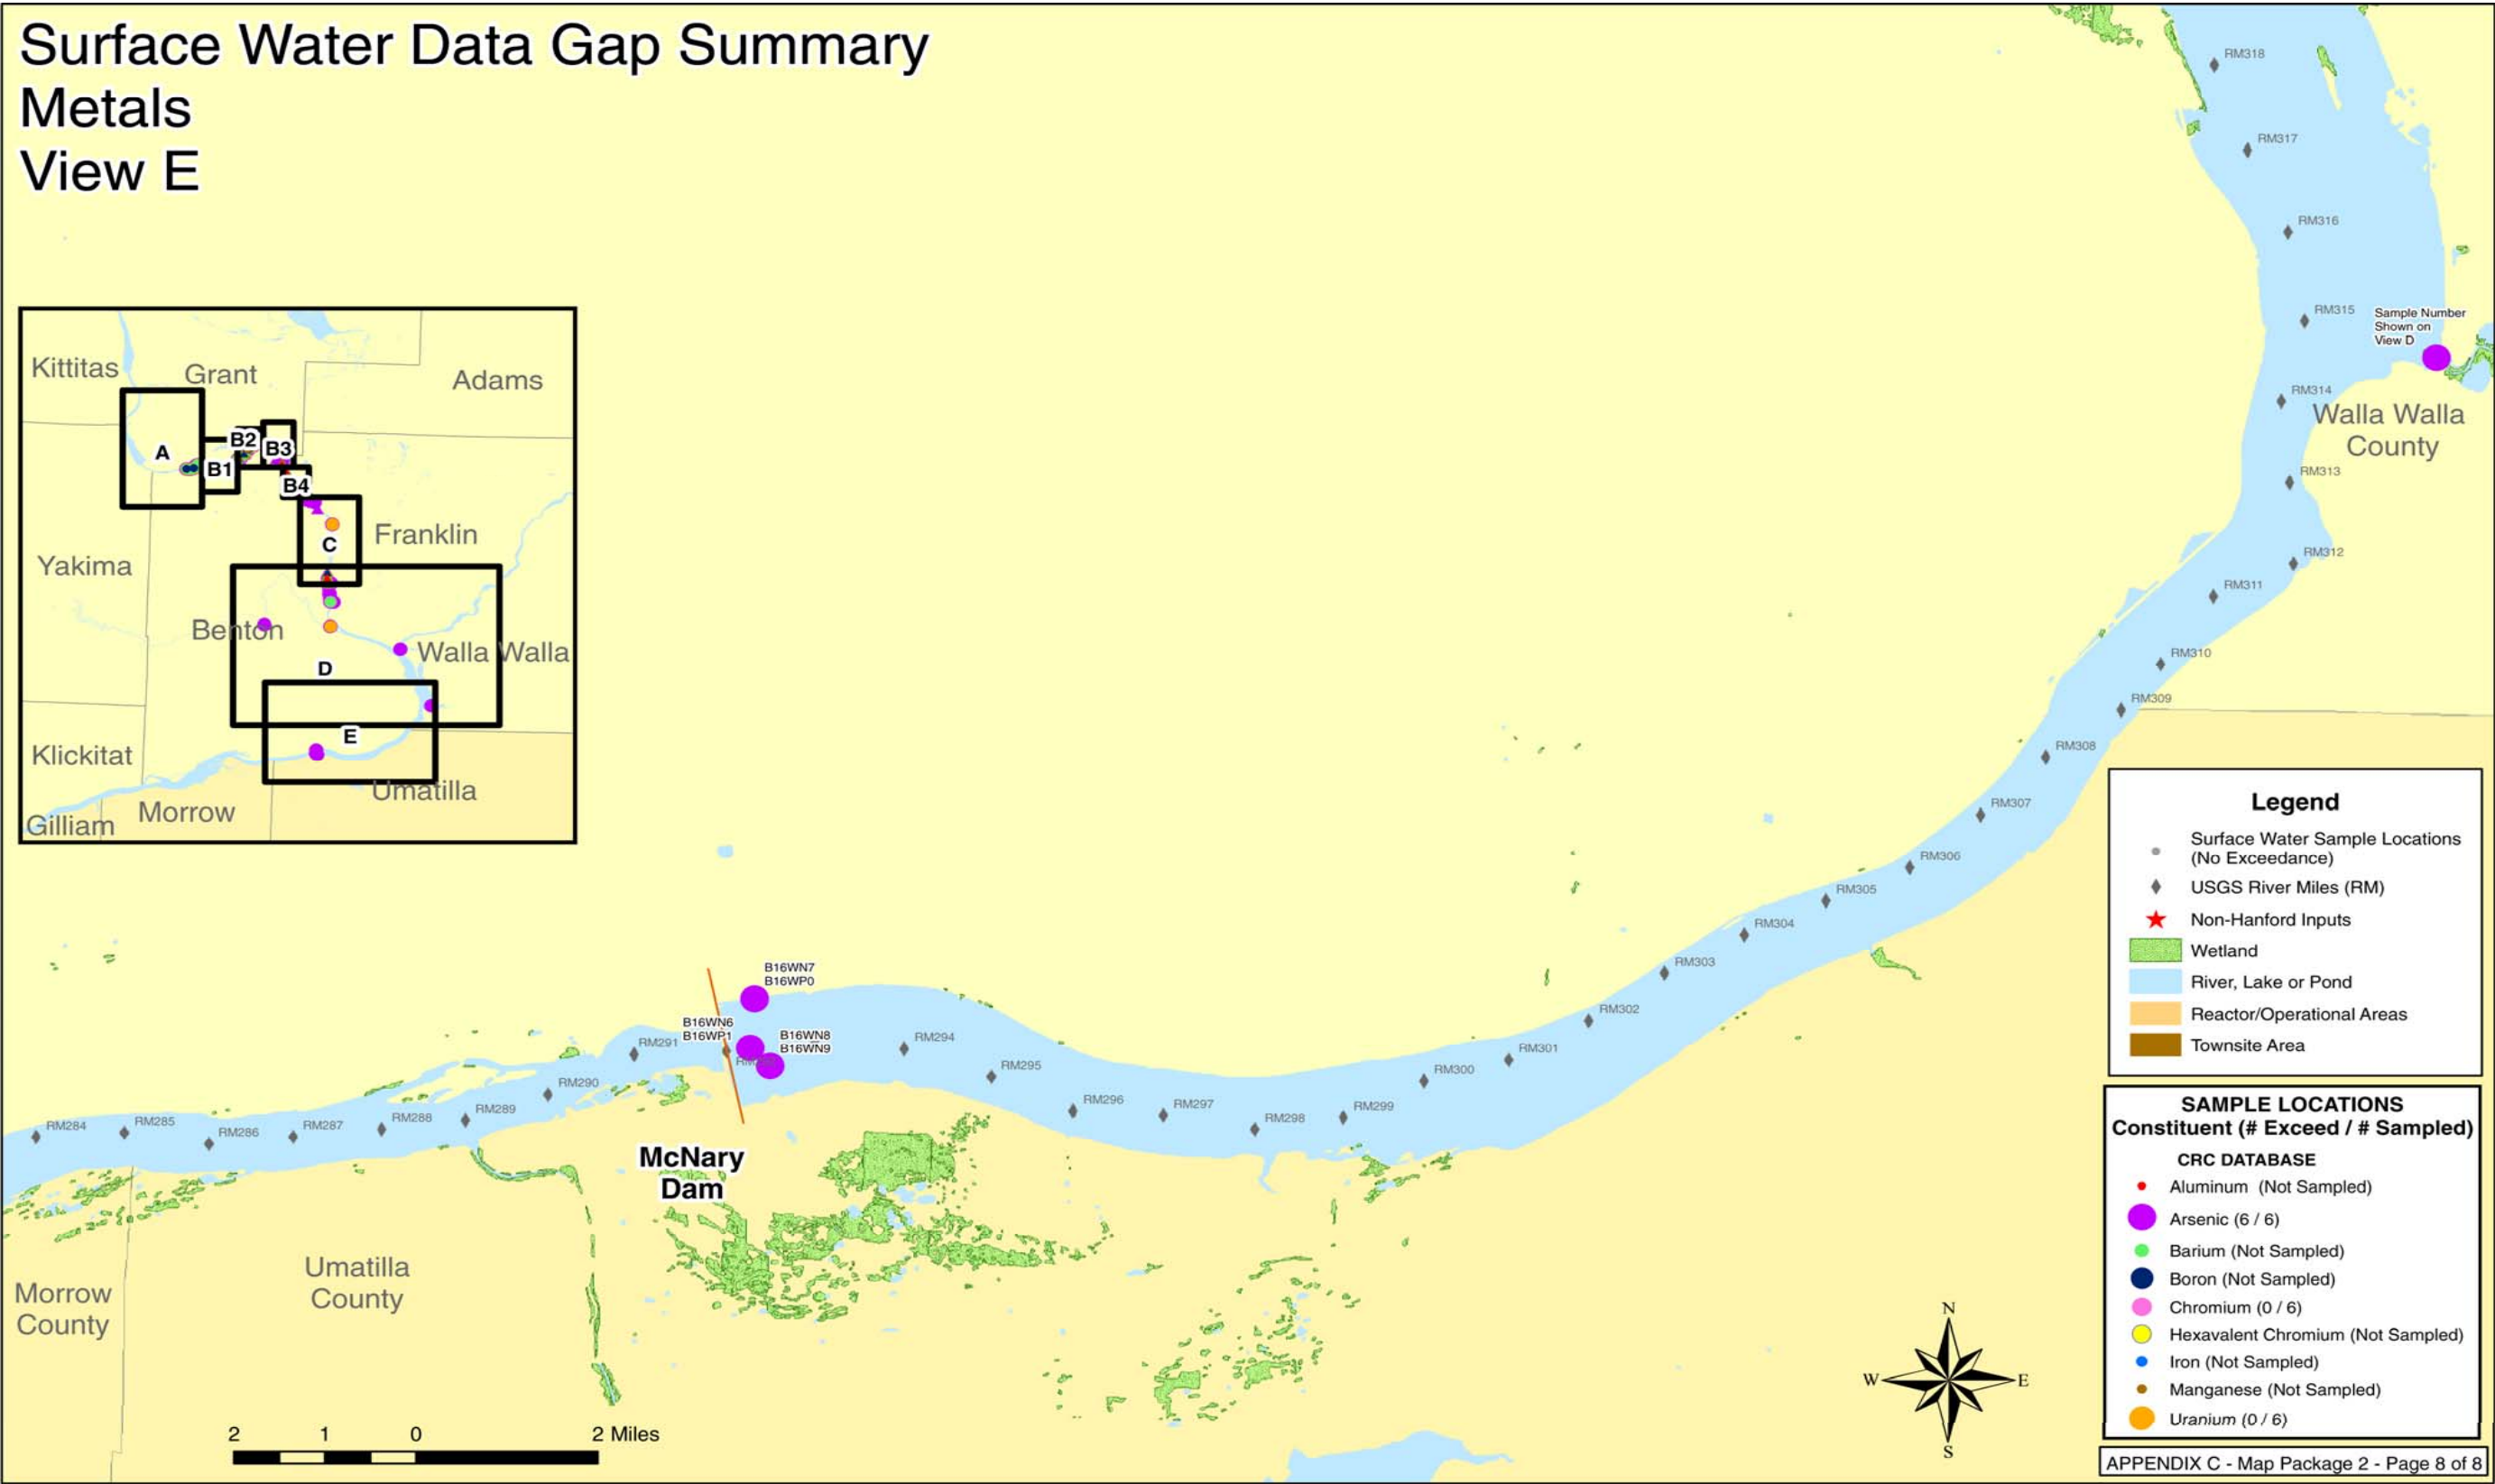 Surface Water Data Gap Summary
Metals
View E
Kittitas
Grant
Adams
A
B1
B2
B3
B4
C
Franklin
Yakima
Benton
Walla Walla
D
E
Klickitat
Umatilla
Morrow
Gilliam
RM318
RM317
RM316
RM315
Sample Number
Shown on
View D
RM314
Walla Walla
County
RM313
RM312
RM311
RM310
RM309
RM308
RM307
RM306
RM305
RM304
RM303
RM302
RM301
RM300
RM299
RM298
RM297
RM296
RM295
RM294
B16WN7
B16WP0
B16WN6
B16WP1
B16WN8
B16WN9
RM291
RM290
RM289
RM288
RM287
RM286
RM285
RM284
McNary
Dam
Umatilla
County
Morrow
County
2 1 0 2 Miles
N
W
E
S
Legend
Surface Water Sample Locations
(No Exceedance)
USGS River Miles (RM)
Non-Hanford Inputs
Wetland
River, Lake or Pond
Reactor/Operational Areas
Townsite Area
SAMPLE LOCATIONS
Constituent (# Exceed / # Sampled)
CRC DATABASE
Aluminum (Not Sampled)
Arsenic (6 / 6)
Barium (Not Sampled)
Boron (Not Sampled)
Chromium (0 / 6)
Hexavalent Chromium (Not Sampled)
Iron (Not Sampled)
Manganese (Not Sampled)
Uranium (0 / 6)
APPENDIX C - Map Package 2 - Page 8 of 8